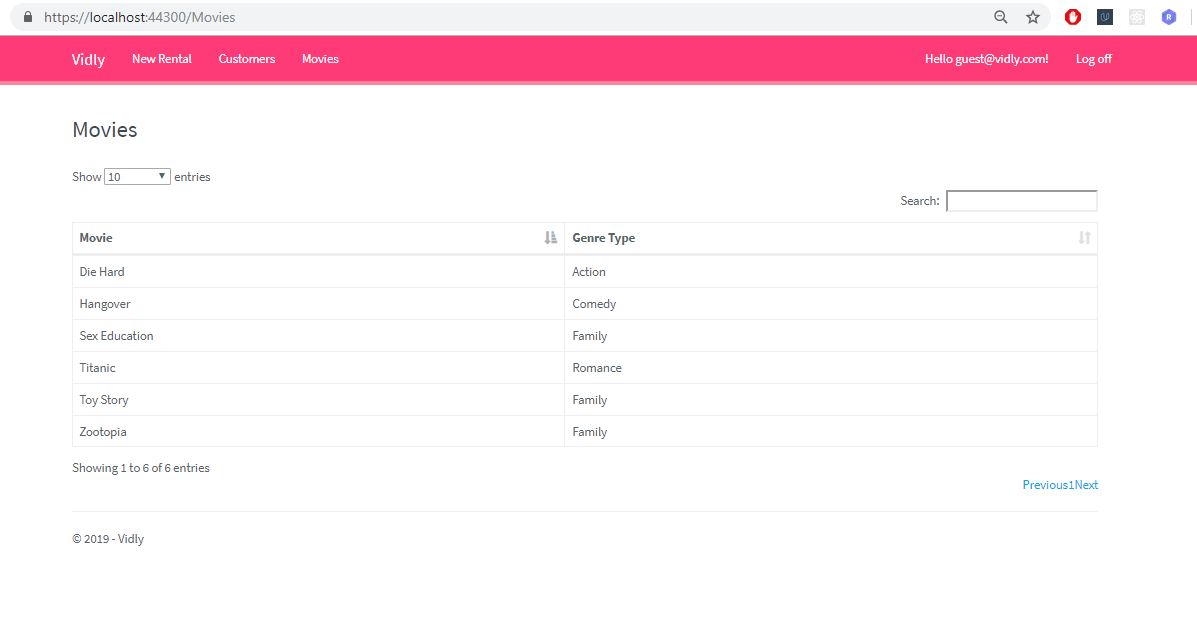 https://localhost:44300/Movies
Vidly New Rental Customers Movies Hello guest@vidly.com! Log off
Movies
Show 10 entries
Search:
Movie Genre Type
Die Hard Action
Hangover Comedy
Sex Education Family
Titanic Romance
Toy Story Family
Zootopia Family
Showing 1 to 6 of 6 entries
Previous1Next
© 2019 - Vidly